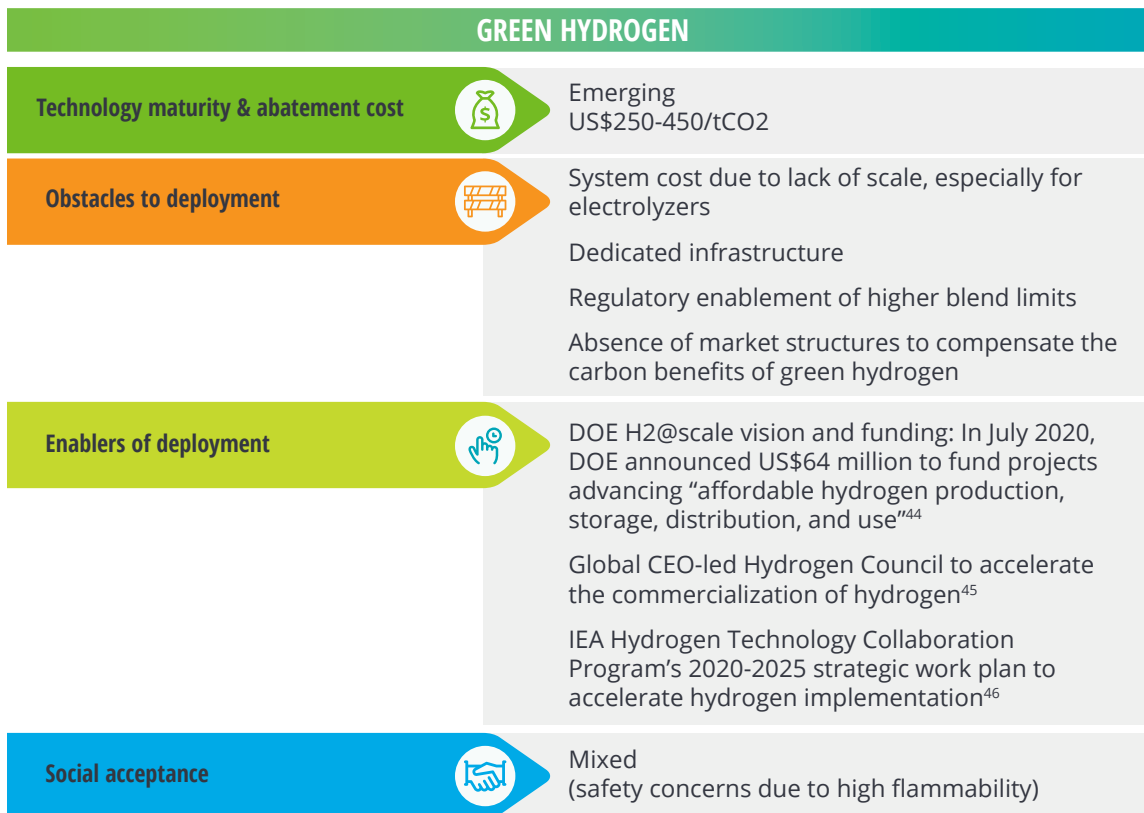 GREEN HYDROGEN
Technology maturity & abatement cost
$
Emerging
US$250-450/tCO2
Obstacles to deployment
System cost due to lack of scale, especially for
electrolyzers
Dedicated infrastructure
Regulatory enablement of higher blend limits
Absence of market structures to compensate the
carbon benefits of green hydrogen
Enablers of deployment
DOE H2@scale vision and funding: In July 2020,
DOE announced US$64 million to fund projects
advancing “affordable hydrogen production,
storage, distribution, and use”⁴⁴
Global CEO-led Hydrogen Council to accelerate
the commercialization of hydrogen⁴⁵
IEA Hydrogen Technology Collaboration
Program’s 2020-2025 strategic work plan to
accelerate hydrogen implementation⁴⁶
Social acceptance
Mixed
(safety concerns due to high flammability)